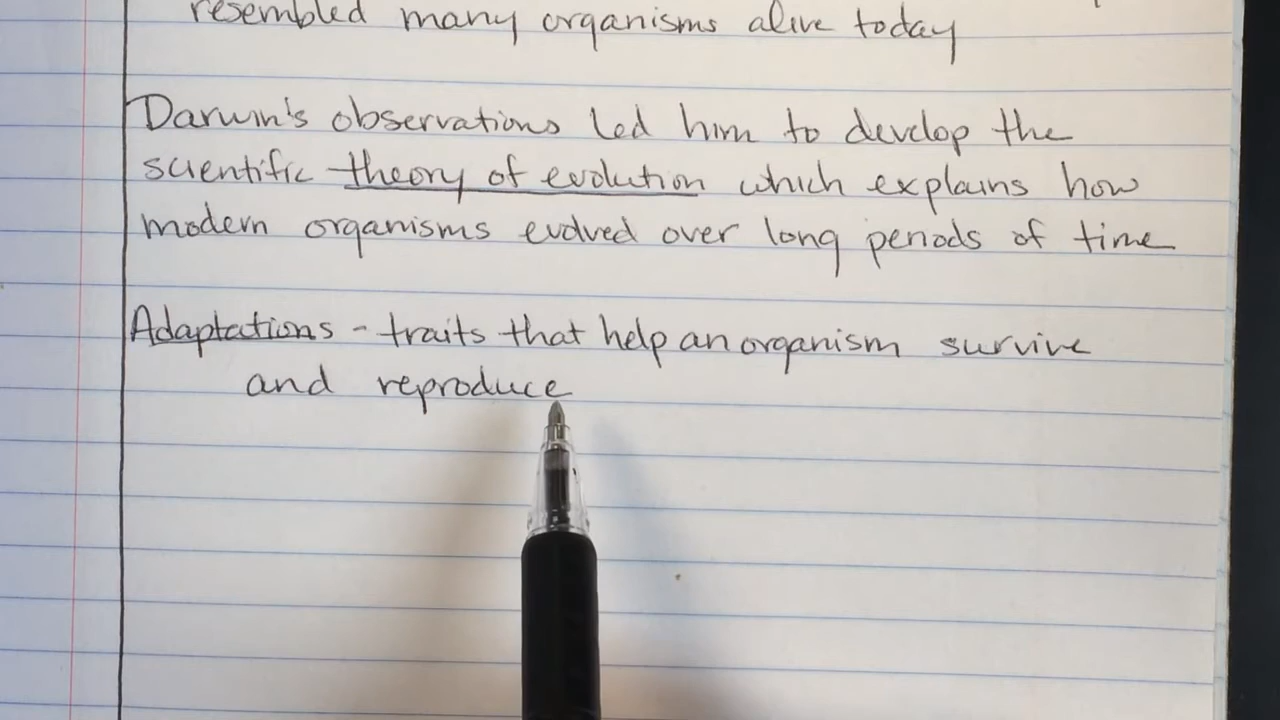 resembled many organisms alive today
Darwin's observations led him to develop the
scientific theory of evolution which explains how
modern organisms evolved over long periods of time
Adaptations - traits that help an organism survive
and reproduce